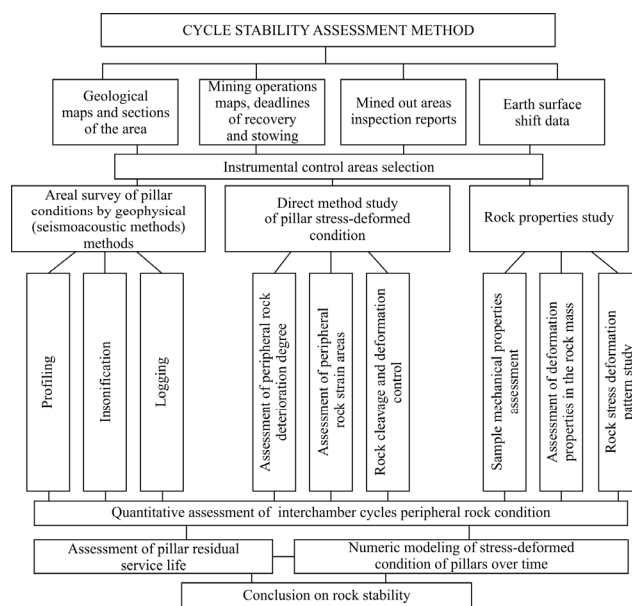 CYCLE STABILITY ASSESSMENT METHOD
Geological
maps and sections
of the area
Mining operations
maps, deadlines
of recovery
and stowing
Mined out areas
inspection reports
Earth surface
shift data
Instrumental control areas selection
Areal survey of pillar
conditions by geophysical
(seismoacoustic methods)
methods
Direct method study
of pillar stress-deformed
condition
Rock properties study
Profiling
Insonification
Logging
Assessment of peripheral rock
deterioration degree
Assessment of peripheral
rock strain areas
Rock cleavage and deformation
control
Sample mechanical properties
assessment
Assessment of deformation
properties in the rock mass
Rock stress deformation
pattern study
Quantitative assessment of interchamber cycles peripheral rock condition
Assessment of pillar residual
service life
Numeric modeling of stress-deformed
condition of pillars over time
Conclusion on rock stability